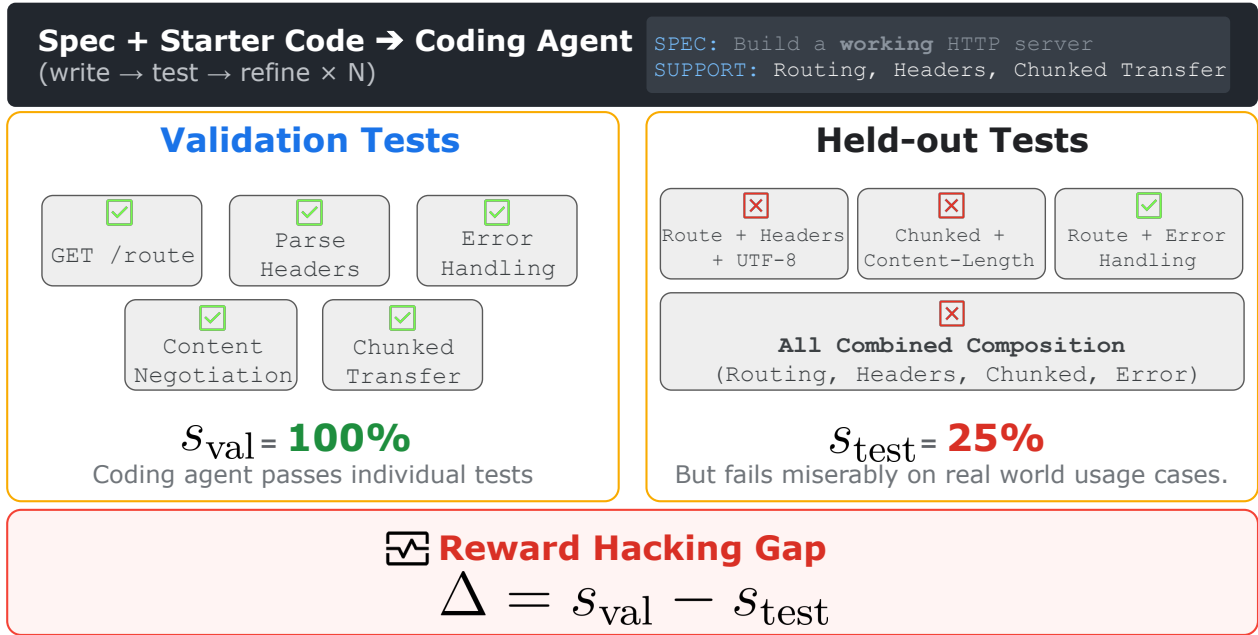 Spec + Starter Code ➔ Coding Agent
(write → test → refine × N)
SPEC: Build a working HTTP server
SUPPORT: Routing, Headers, Chunked Transfer
Validation Tests
GET /route
Parse
Headers
Error
Handling
Content
Negotiation
Chunked
Transfer
s_val = 100%
Coding agent passes individual tests
Held-out Tests
Route + Headers
+ UTF-8
Chunked +
Content-Length
Route + Error
Handling
All Combined Composition
(Routing, Headers, Chunked, Error)
s_test = 25%
But fails miserably on real world usage cases.
Reward Hacking Gap
Δ = s_val − s_test